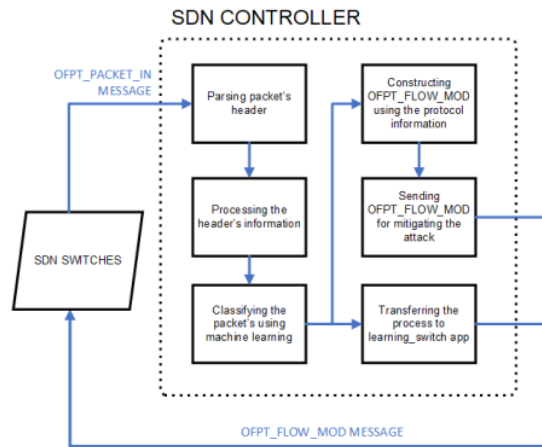 SDN CONTROLLER
OFPT_PACKET_IN
MESSAGE
Parsing packet's
header
Processing the
header's information
Classifying the
packet's using
machine learning
Constructing
OFPT_FLOW_MOD
using the protocol
information
Sending
OFPT_FLOW_MOD
for mitigating the
attack
Transferring the
process to
learning_switch app
SDN SWITCHES
OFPT_FLOW_MOD MESSAGE